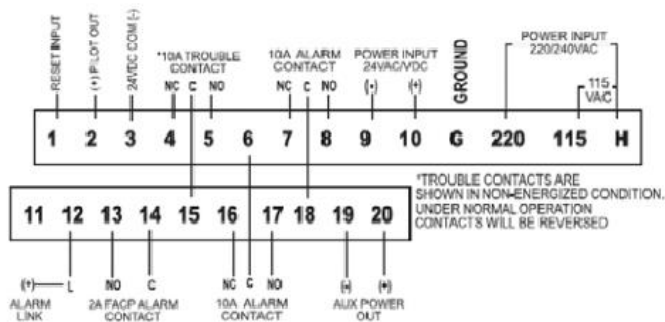 RESET INPUT
(+) PILOT OUT
24VDC COM (-)
*10A TROUBLE
CONTACT
NC C NO
10A ALARM
CONTACT
NC C NO
POWER INPUT
24VAC/VDC
(-) (+)
GROUND
POWER INPUT
220/240VAC
115
VAC
1 2 3 4 5 6 7 8 9 10 G 220 115 H
*TROUBLE CONTACTS ARE
SHOWN IN NON-ENERGIZED CONDITION.
UNDER NORMAL OPERATION
CONTACTS WILL BE REVERSED
11 12 13 14 15 16 17 18 19 20
(+) L
ALARM
LINK
NO C
2A FACP ALARM
CONTACT
NC C NO
10A ALARM
CONTACT
(-) (+)
AUX POWER
OUT